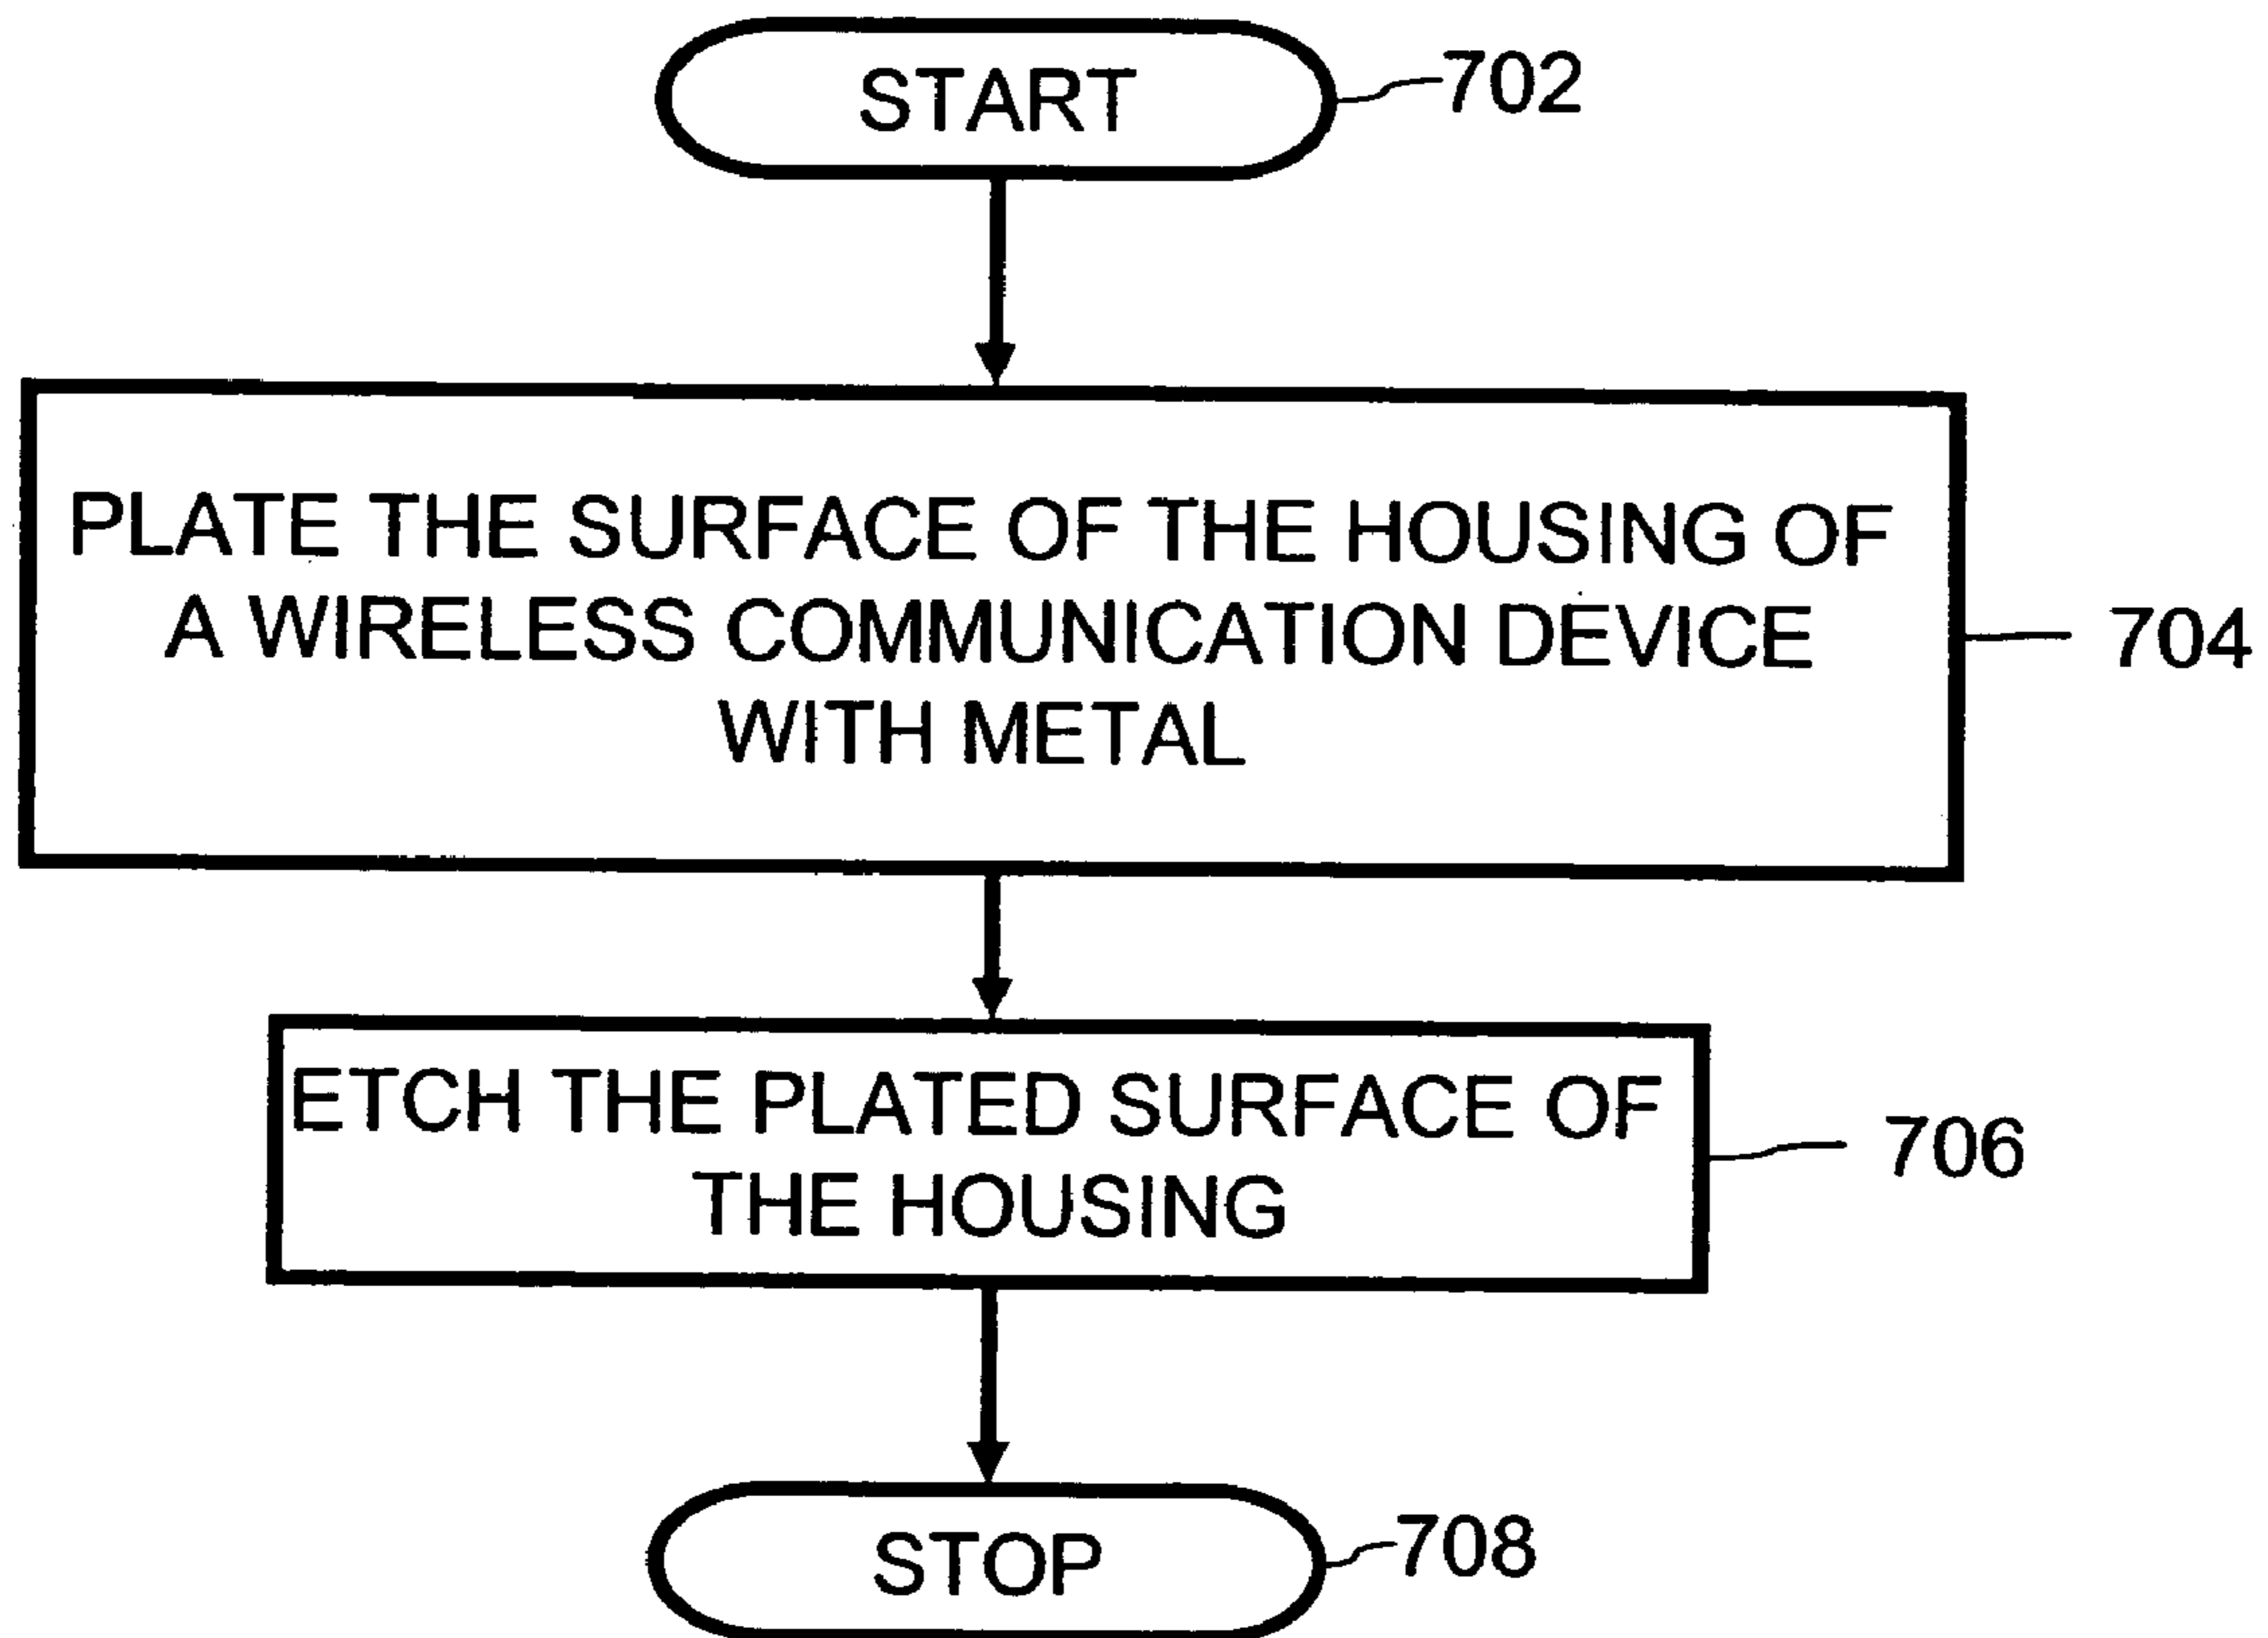 START
702
PLATE THE SURFACE OF THE HOUSING OF
A WIRELESS COMMUNICATION DEVICE
WITH METAL
704
ETCH THE PLATED SURFACE OF
THE HOUSING
706
STOP
708